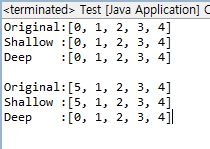 <terminated> Test [Java Application] C
Original:[0, 1, 2, 3, 4]
Shallow :[0, 1, 2, 3, 4]
Deep    :[0, 1, 2, 3, 4]

Original:[5, 1, 2, 3, 4]
Shallow :[5, 1, 2, 3, 4]
Deep    :[0, 1, 2, 3, 4]